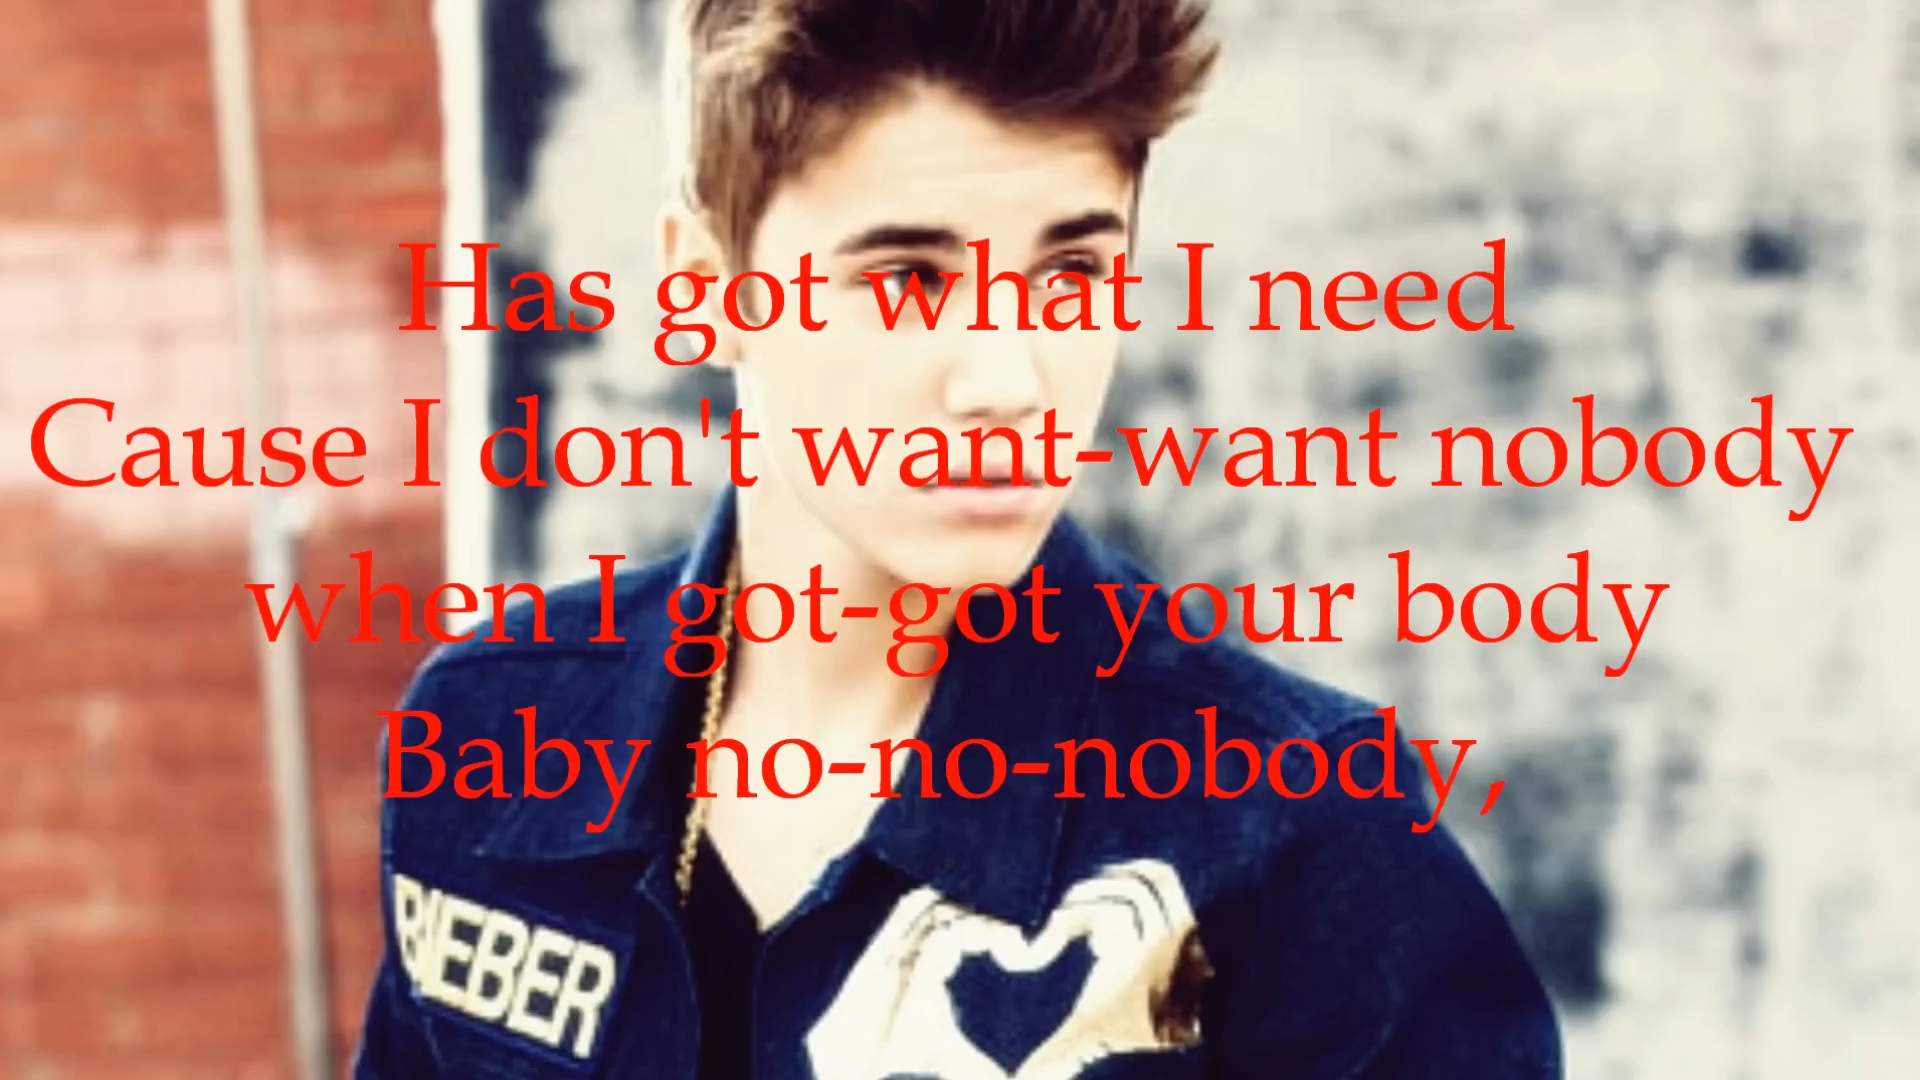 Has got what I need
Cause I don't want-want nobody
when I got-got your body
Baby no-no-nobody,
BIEBER